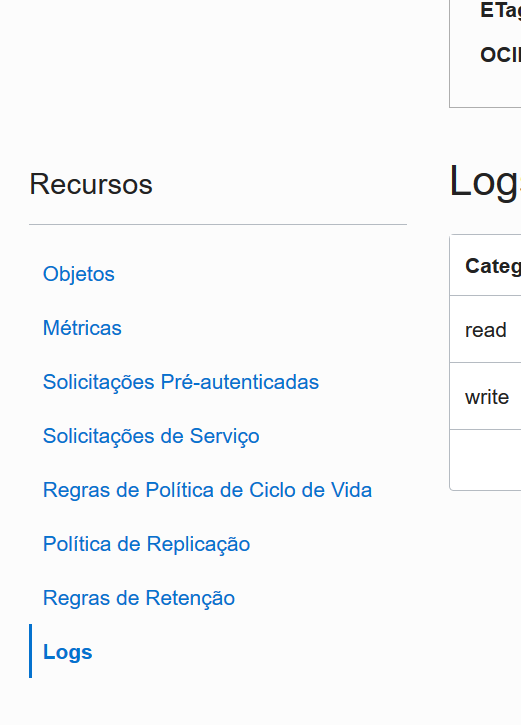 Recursos
Objetos
Métricas
Solicitações Pré-autenticadas
Solicitações de Serviço
Regras de Política de Ciclo de Vida
Política de Replicação
Regras de Retenção
Logs
ETag
OCI
Logs
Categ
read
write